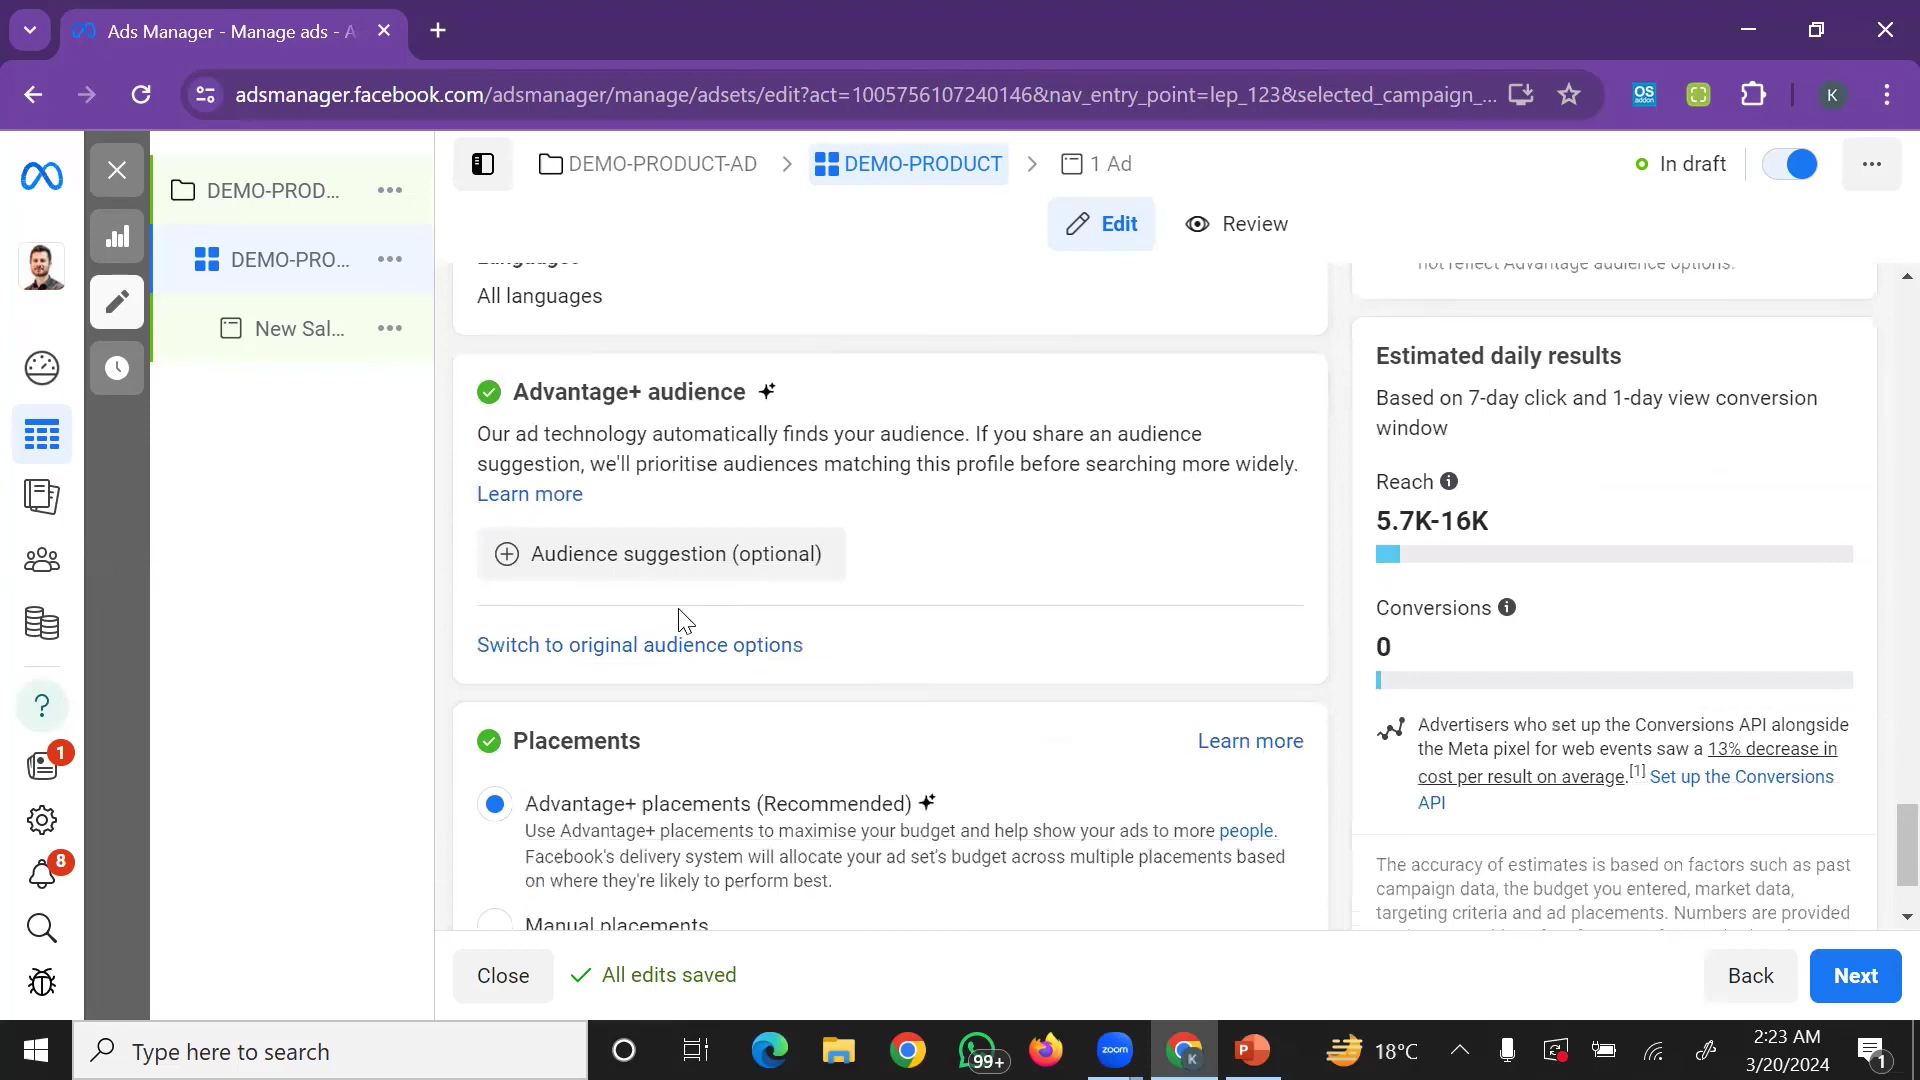 Ads Manager - Manage ads - A
adsmanager.facebook.com/adsmanager/manage/adsets/edit?act=1005756107240146&nav_entry_point=lep_123&selected_campaign_...
OS
addon
K
DEMO-PROD...
DEMO-PRO...
New Sal...
DEMO-PRODUCT-AD
DEMO-PRODUCT
1 Ad
In draft
Edit
Review
Languages
All languages
Advantage+ audience
Our ad technology automatically finds your audience. If you share an audience
suggestion, we'll prioritise audiences matching this profile before searching more widely.
Learn more
Audience suggestion (optional)
Switch to original audience options
Placements
Learn more
Advantage+ placements (Recommended)
Use Advantage+ placements to maximise your budget and help show your ads to more people.
Facebook's delivery system will allocate your ad set's budget across multiple placements based
on where they're likely to perform best.
Manual placements
not reflect Advantage audience options.
Estimated daily results
Based on 7-day click and 1-day view conversion
window
Reach
5.7K-16K
Conversions
0
Advertisers who set up the Conversions API alongside
the Meta pixel for web events saw a 13% decrease in
cost per result on average.[1] Set up the Conversions
API
The accuracy of estimates is based on factors such as past
campaign data, the budget you entered, market data,
targeting criteria and ad placements. Numbers are provided
?
1
8
Close
All edits saved
Back
Next
Type here to search
99+
zoom
K
P
18°C
2:23 AM
3/20/2024
1